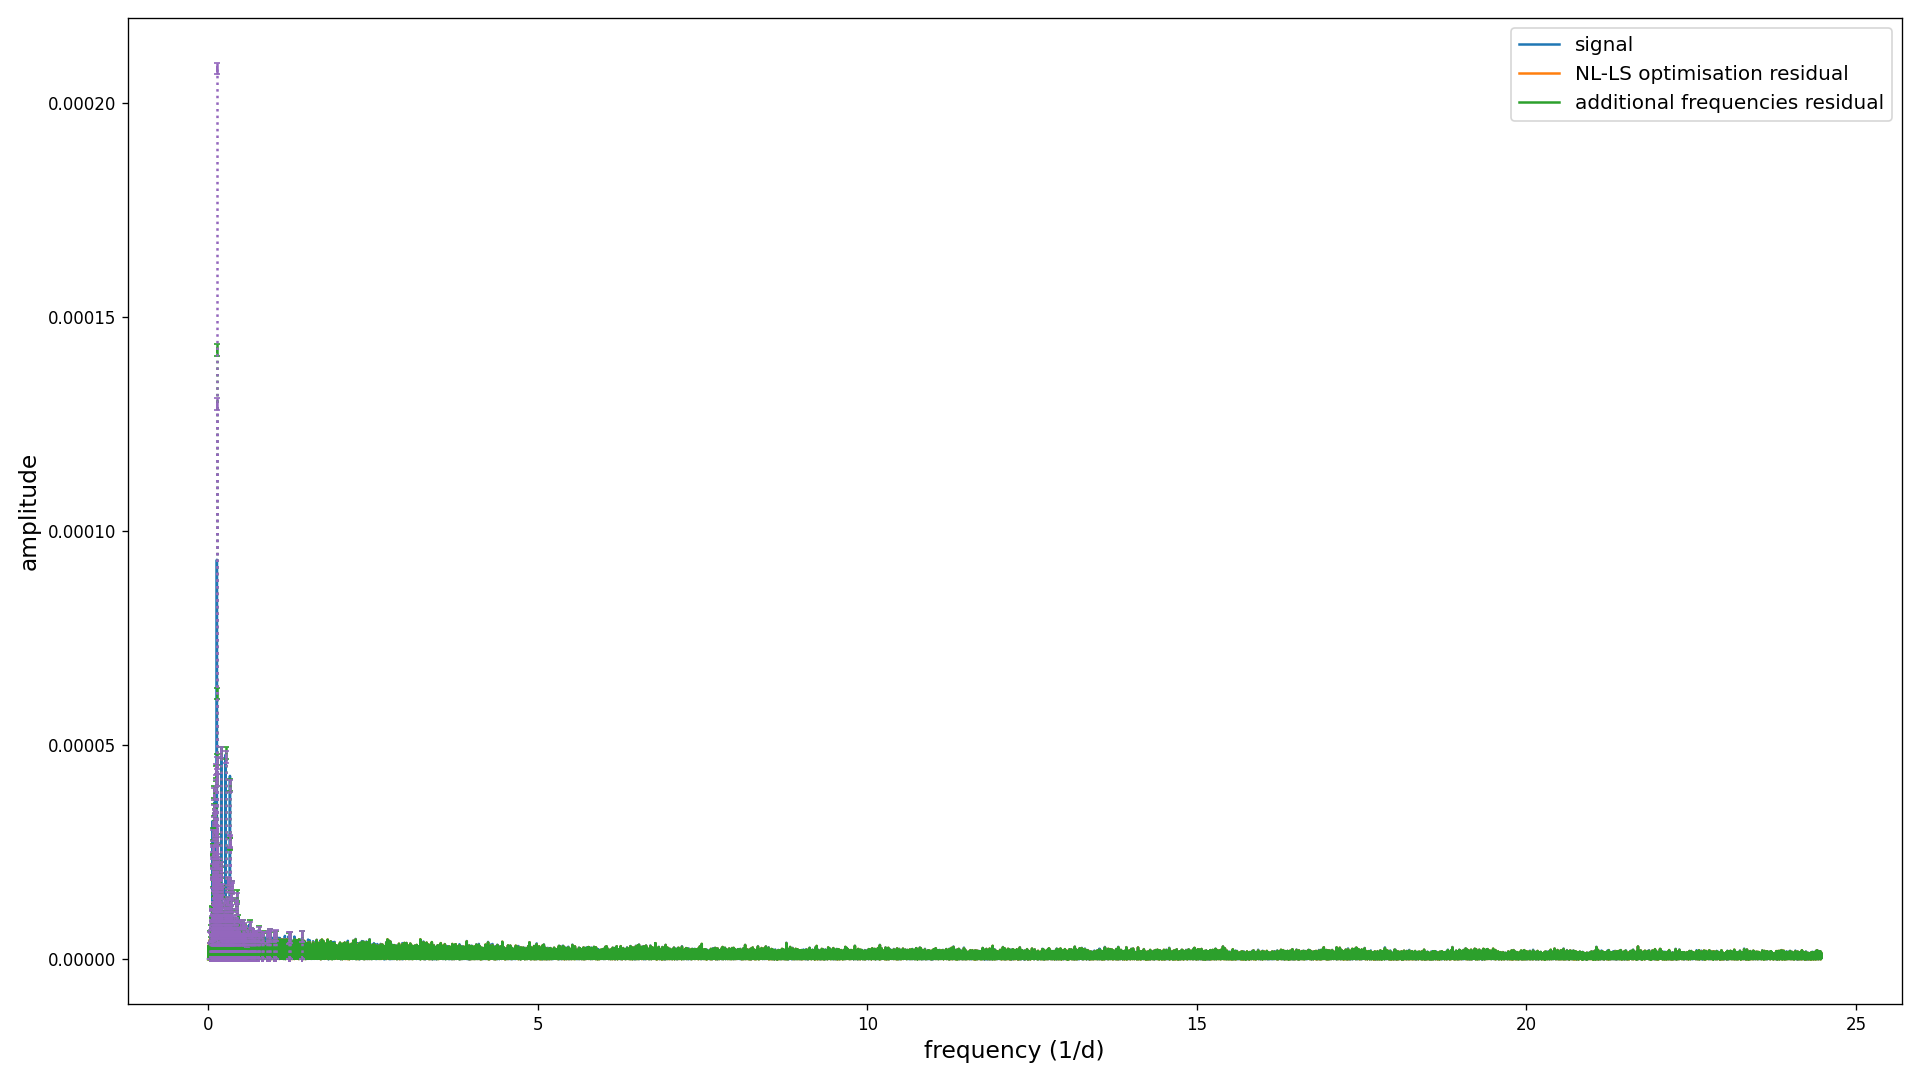 signal
NL-LS optimisation residual
additional frequencies residual
0.00020
0.00015
0.00010
0.00005
0.00000
amplitude
0 5 10 15 20 25
frequency (1/d)